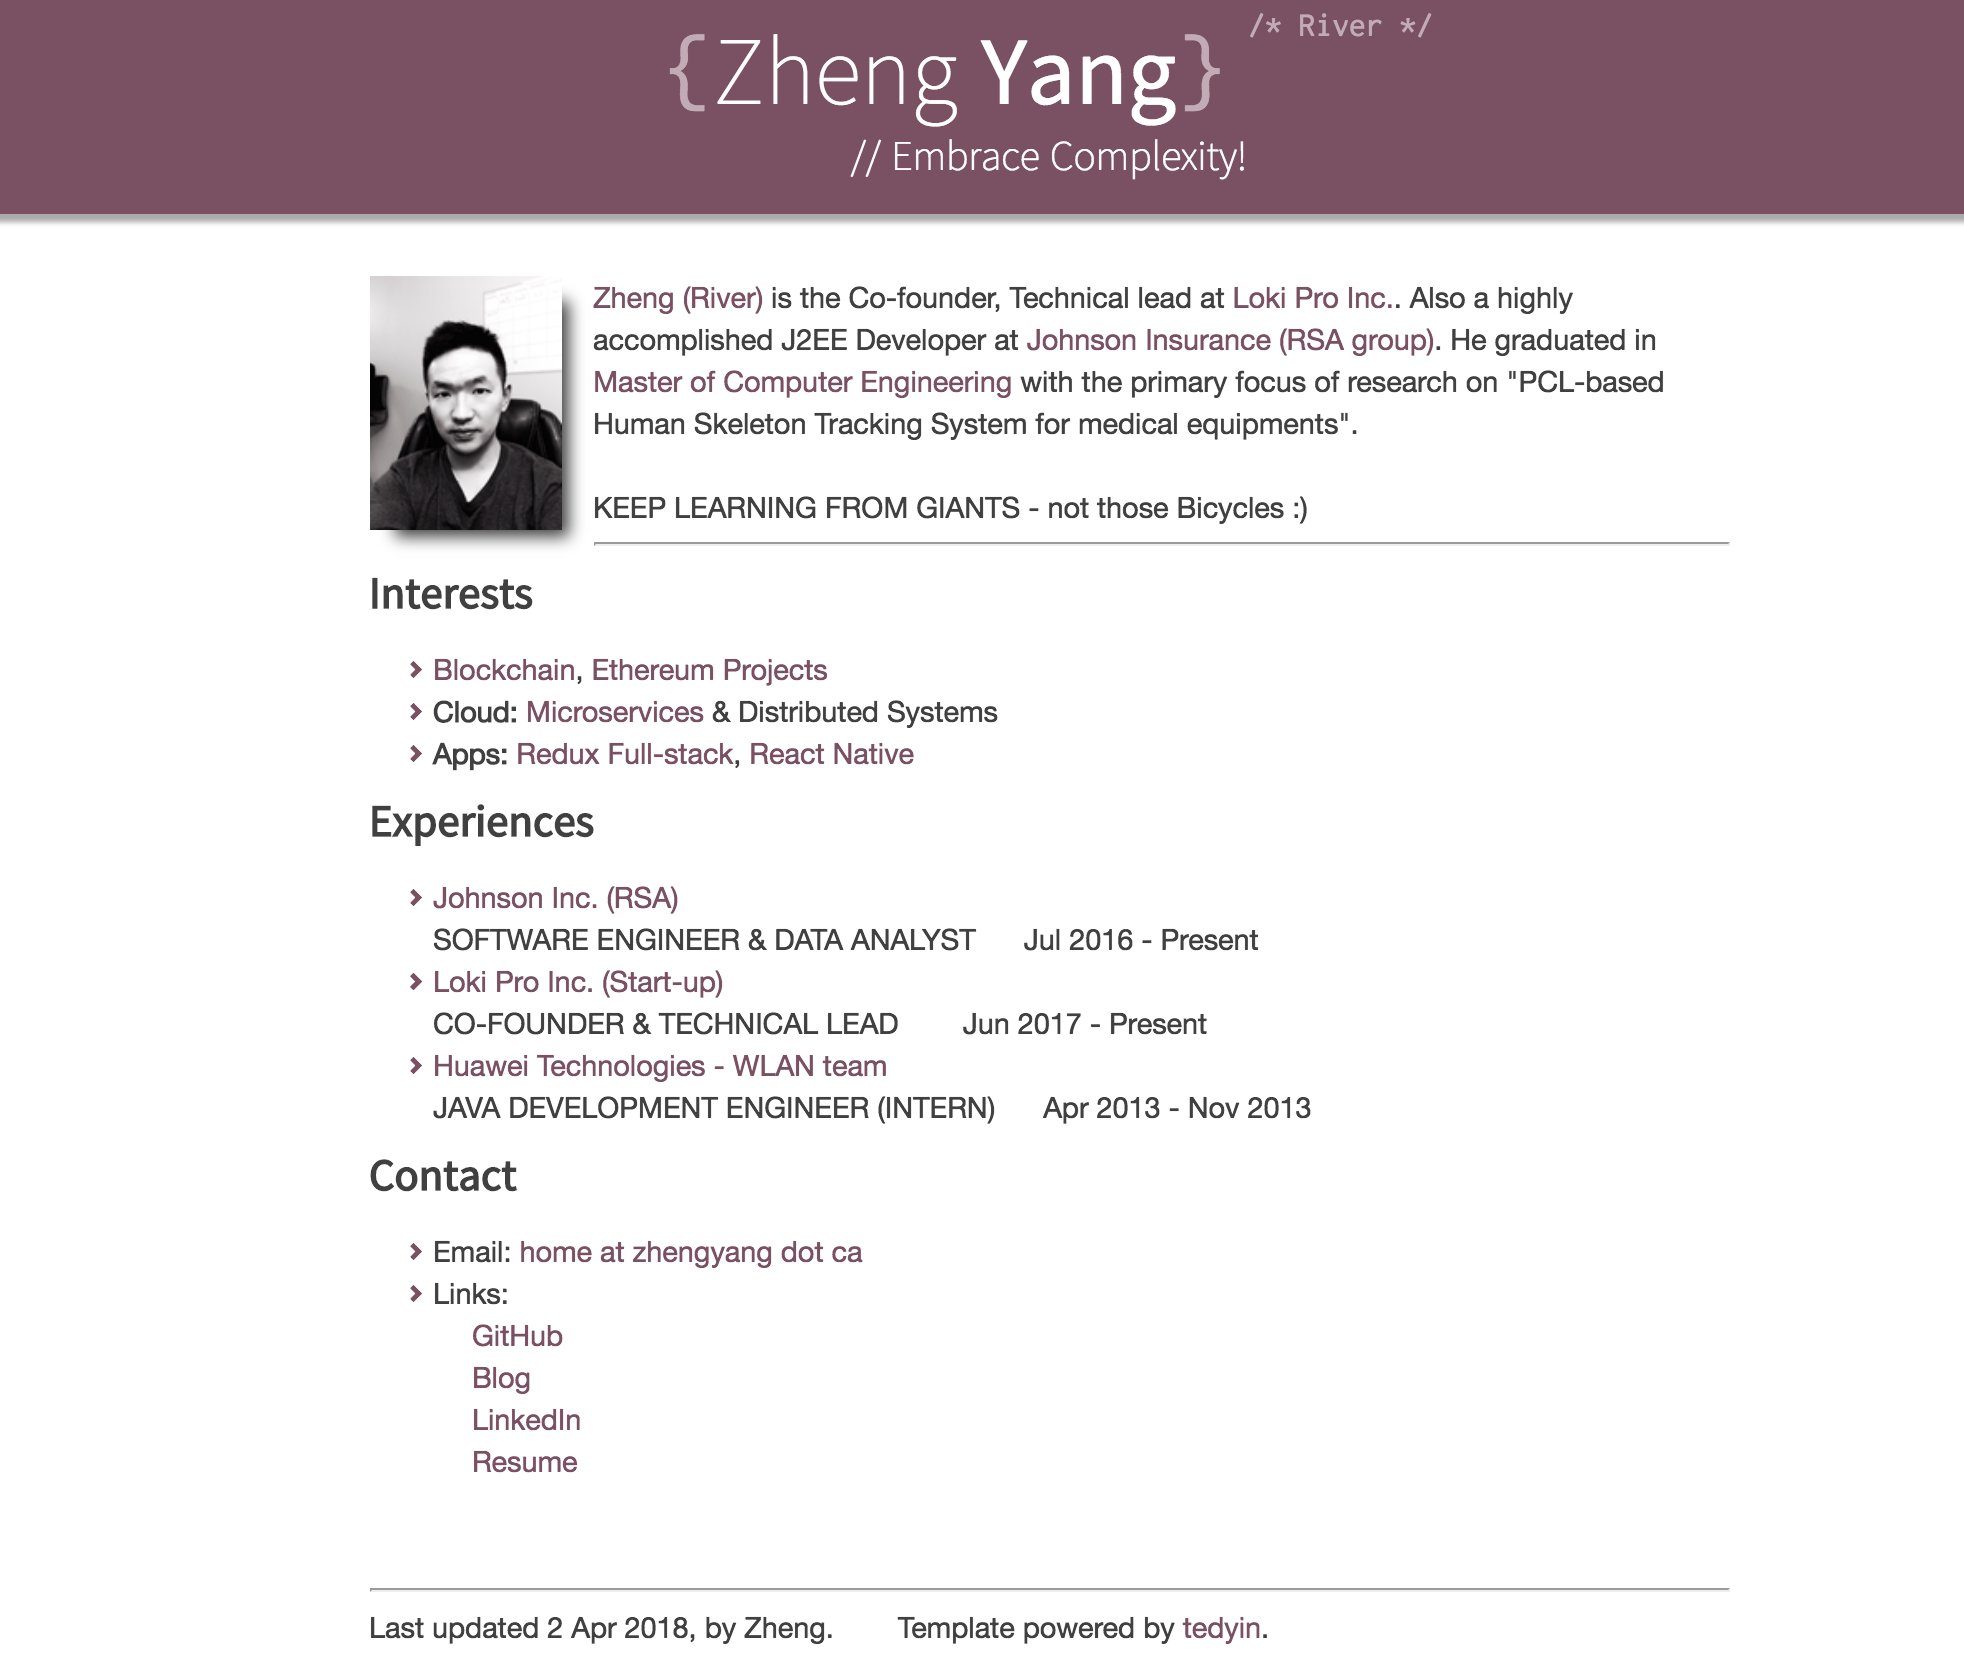 /* River */
{Zheng Yang}
// Embrace Complexity!
Zheng (River) is the Co-founder, Technical lead at Loki Pro Inc.. Also a highly
accomplished J2EE Developer at Johnson Insurance (RSA group). He graduated in
Master of Computer Engineering with the primary focus of research on "PCL-based
Human Skeleton Tracking System for medical equipments".
KEEP LEARNING FROM GIANTS - not those Bicycles :)
Interests
Blockchain, Ethereum Projects
Cloud: Microservices & Distributed Systems
Apps: Redux Full-stack, React Native
Experiences
Johnson Inc. (RSA)
SOFTWARE ENGINEER & DATA ANALYST Jul 2016 - Present
Loki Pro Inc. (Start-up)
CO-FOUNDER & TECHNICAL LEAD Jun 2017 - Present
Huawei Technologies - WLAN team
JAVA DEVELOPMENT ENGINEER (INTERN) Apr 2013 - Nov 2013
Contact
Email: home at zhengyang dot ca
Links:
GitHub
Blog
LinkedIn
Resume
Last updated 2 Apr 2018, by Zheng. Template powered by tedyin.